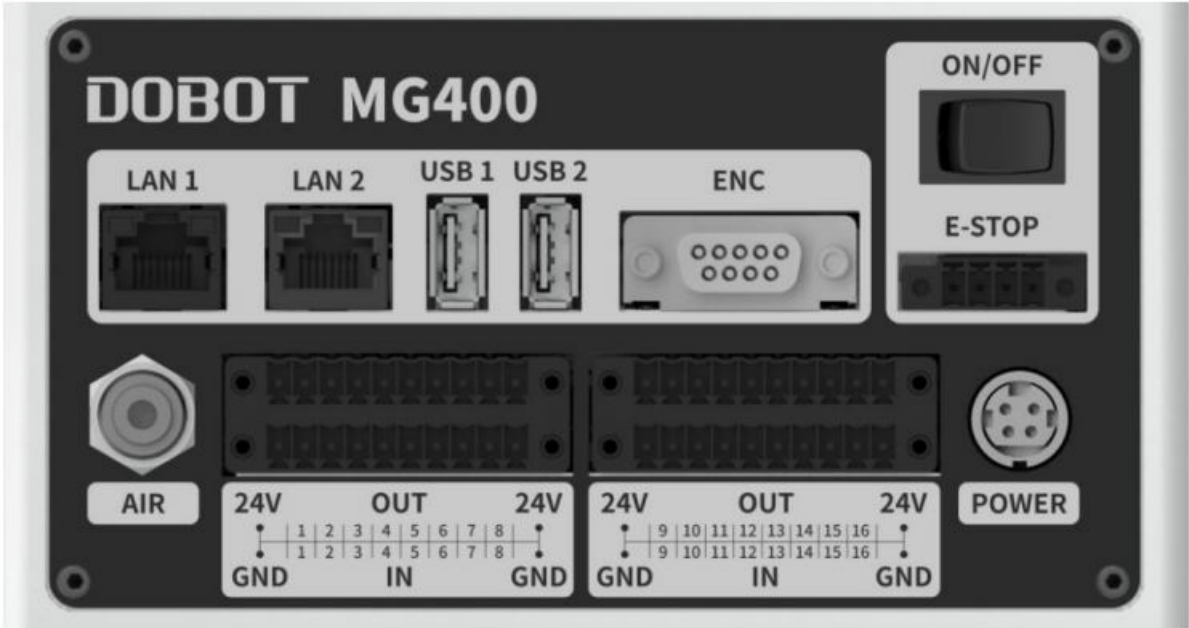 DOBOT MG400
ON/OFF
LAN 1 LAN 2 USB 1 USB 2 ENC
E-STOP
AIR
24V OUT 24V
1 2 3 4 5 6 7 8
1 2 3 4 5 6 7 8
GND IN GND
24V OUT 24V
9 10 11 12 13 14 15 16
9 10 11 12 13 14 15 16
GND IN GND
POWER